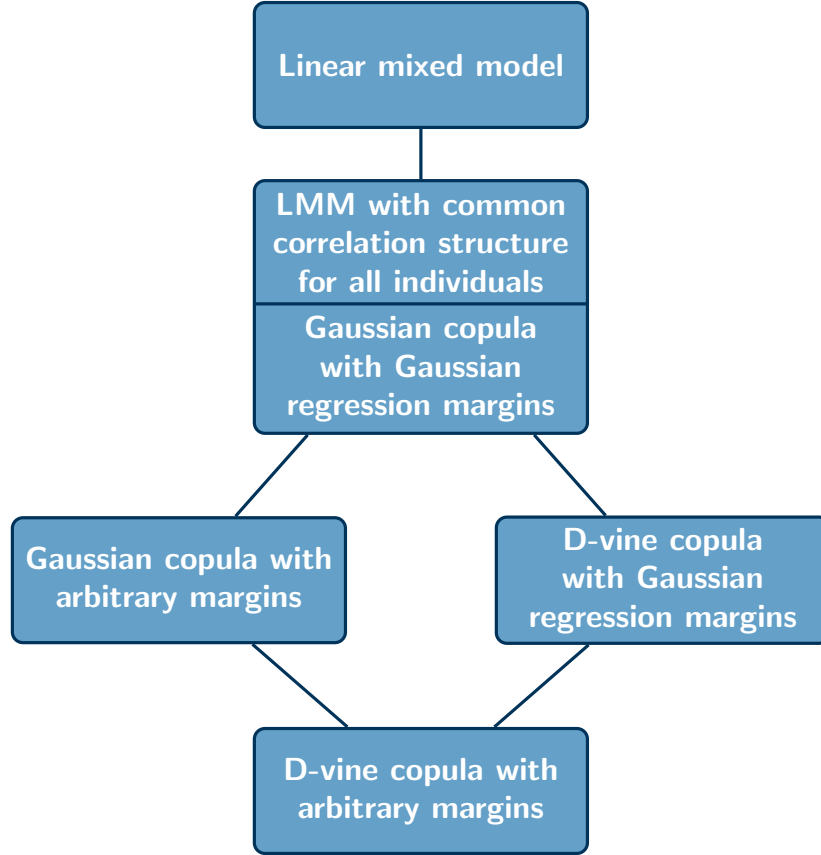 Linear mixed model
LMM with common
correlation structure
for all individuals
Gaussian copula
with Gaussian
regression margins
Gaussian copula with
arbitrary margins
D-vine copula
with Gaussian
regression margins
D-vine copula with
arbitrary margins